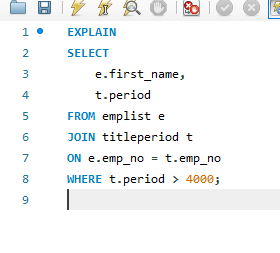 1 EXPLAIN
2 SELECT
3 e.first_name,
4 t.period
5 FROM emplist e
6 JOIN titleperiod t
7 ON e.emp_no = t.emp_no
8 WHERE t.period > 4000;
9